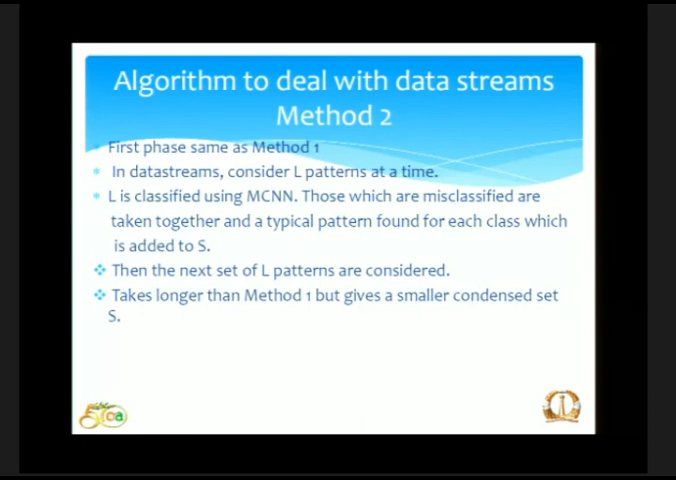 Algorithm to deal with data streams
Method 2
First phase same as Method 1
In datastreams, consider L patterns at a time.
L is classified using MCNN. Those which are misclassified are
taken together and a typical pattern found for each class which
is added to S.
Then the next set of L patterns are considered.
Takes longer than Method 1 but gives a smaller condensed set
S.